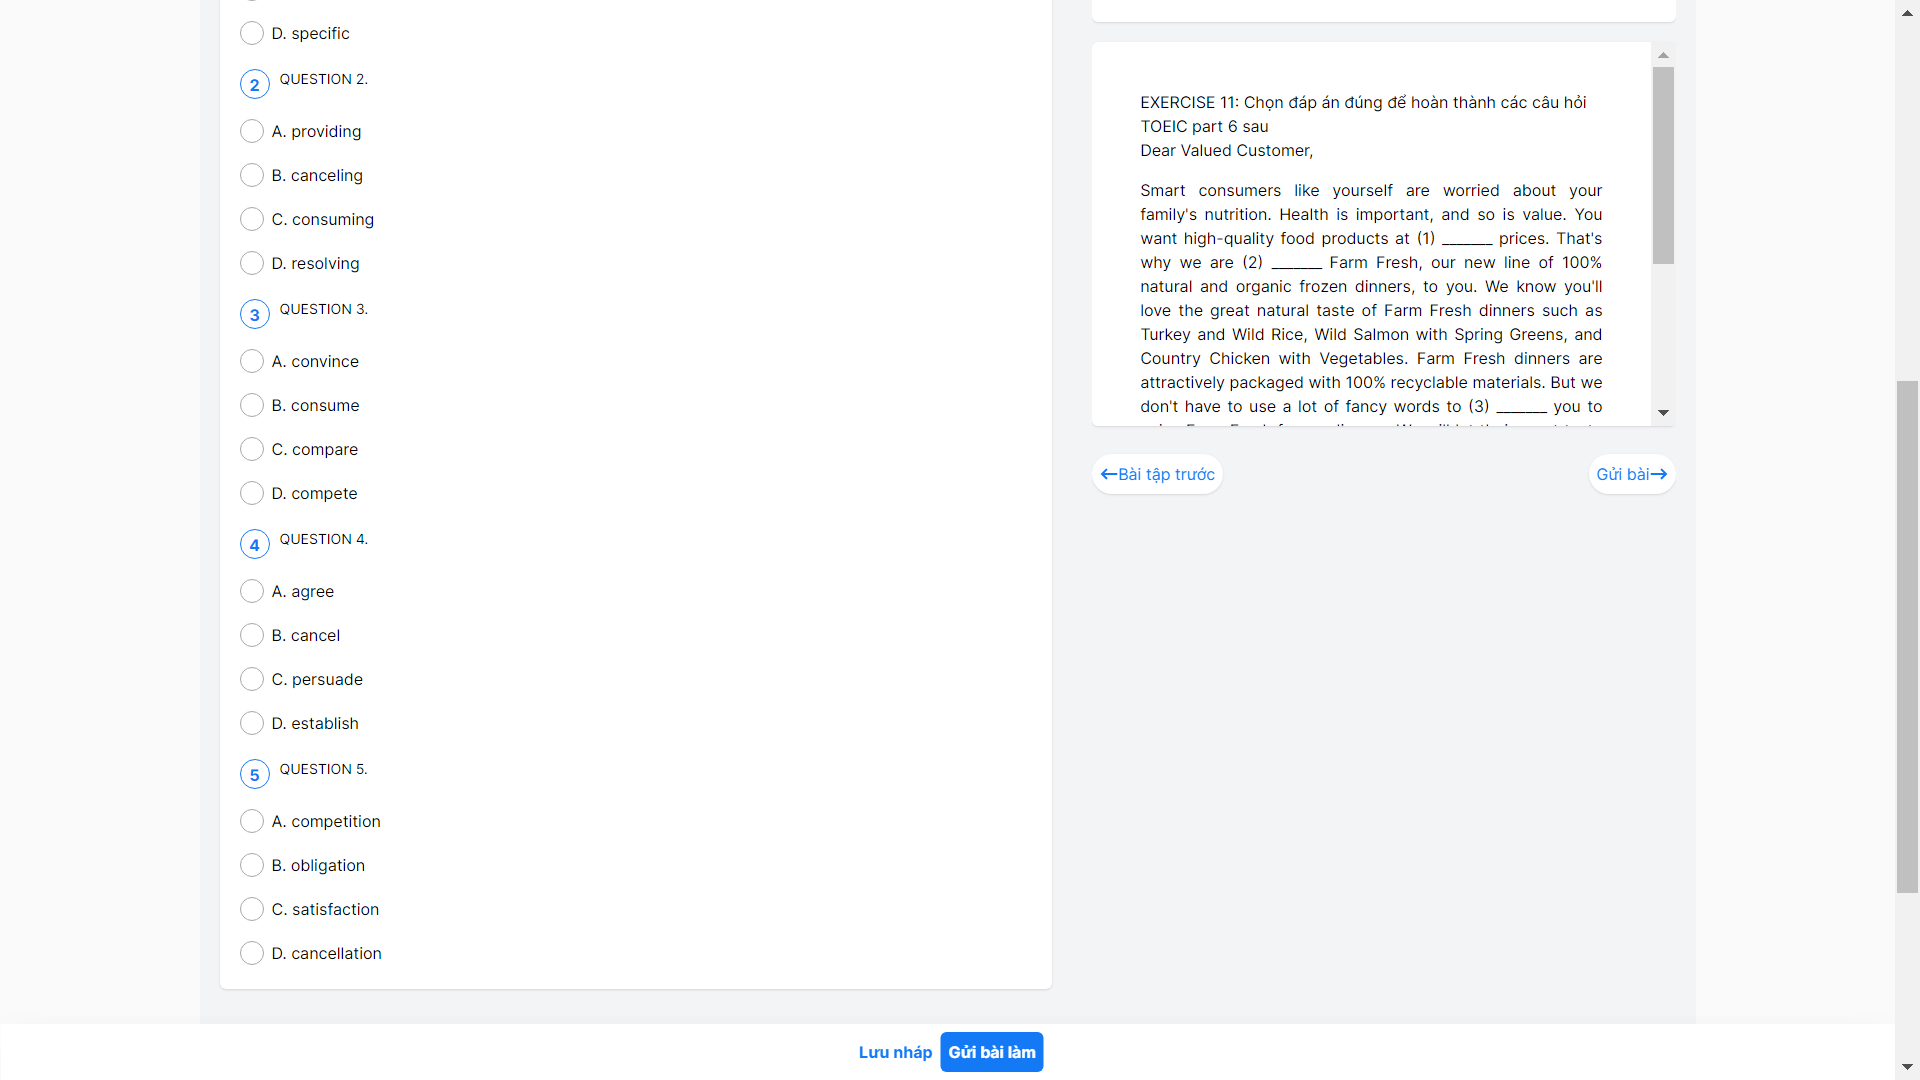 D. specific
2 QUESTION 2.
A. providing
B. canceling
C. consuming
D. resolving
3 QUESTION 3.
A. convince
B. consume
C. compare
D. compete
4 QUESTION 4.
A. agree
B. cancel
C. persuade
D. establish
5 QUESTION 5.
A. competition
B. obligation
C. satisfaction
D. cancellation
EXERCISE 11: Chọn đáp án đúng để hoàn thành các câu hỏi
TOEIC part 6 sau
Dear Valued Customer,
Smart consumers like yourself are worried about your
family's nutrition. Health is important, and so is value. You
want high-quality food products at (1) _______ prices. That's
why we are (2) _______ Farm Fresh, our new line of 100%
natural and organic frozen dinners, to you. We know you'll
love the great natural taste of Farm Fresh dinners such as
Turkey and Wild Rice, Wild Salmon with Spring Greens, and
Country Chicken with Vegetables. Farm Fresh dinners are
attractively packaged with 100% recyclable materials. But we
don't have to use a lot of fancy words to (3) _______ you to
←Bài tập trước
Gửi bài→
Lưu nháp
Gửi bài làm